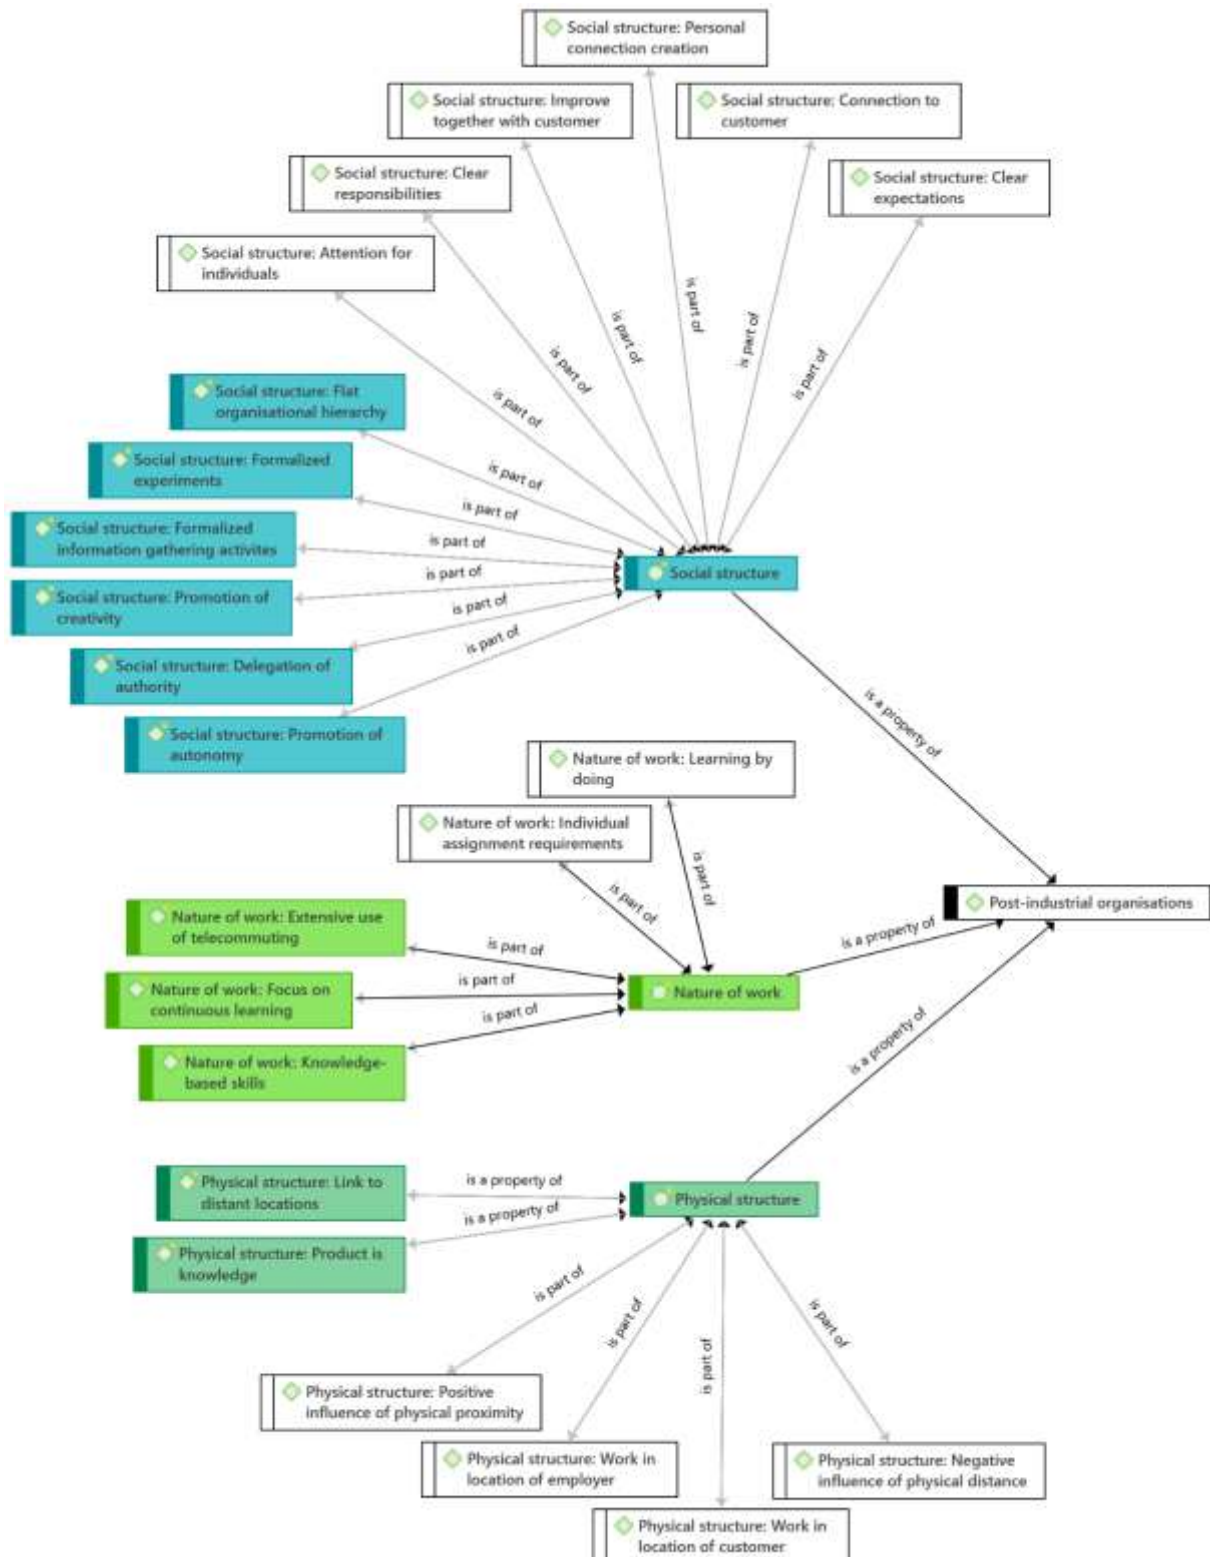 Social structure: Personal
connection creation
Social structure: Improve
together with customer
Social structure: Connection to
customer
Social structure: Clear
responsibilities
Social structure: Clear
expectations
Social structure: Attention for
individuals
is part of
is part of
is part of
is part of
is part of
is part of
Social structure: Flat
organisational hierarchy
is part of
Social structure: Formalized
experiments
is part of
Social structure: Formalized
information gathering activites
is part of
Social structure
Social structure: Promotion of
creativity
is part of
Social structure: Delegation of
authority
is part of
Social structure: Promotion of
autonomy
is part of
is a property of
Nature of work: Learning by
doing
Nature of work: Individual
assignment requirements
is part of
is part of
Post-industrial organisations
Nature of work: Extensive use
of telecommuting
is part of
is a property of
Nature of work: Focus on
continuous learning
is part of
Nature of work
Nature of work: Knowledge-
based skills
is part of
is a property of
Physical structure: Link to
distant locations
is a property of
Physical structure
Physical structure: Product is
knowledge
is a property of
is part of
is part of
is part of
is part of
Physical structure: Positive
influence of physical proximity
Physical structure: Work in
location of employer
Physical structure: Negative
influence of physical distance
Physical structure: Work in
location of customer